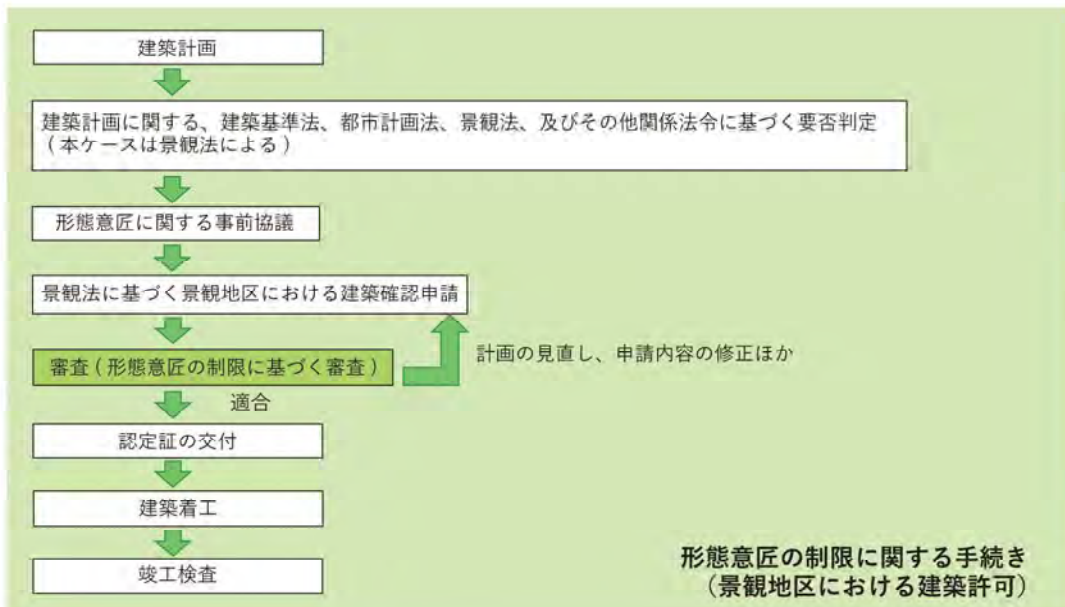 建築計画
建築計画に関する、建築基準法、都市計画法、景観法、及びその他関係法令に基づく要否判定
（本ケースは景観法による）
形態意匠に関する事前協議
景観法に基づく景観地区における建築確認申請
計画の見直し、申請内容の修正ほか
審査（形態意匠の制限に基づく審査）
適合
認定証の交付
建築着工
竣工検査
形態意匠の制限に関する手続き
（景観地区における建築許可）